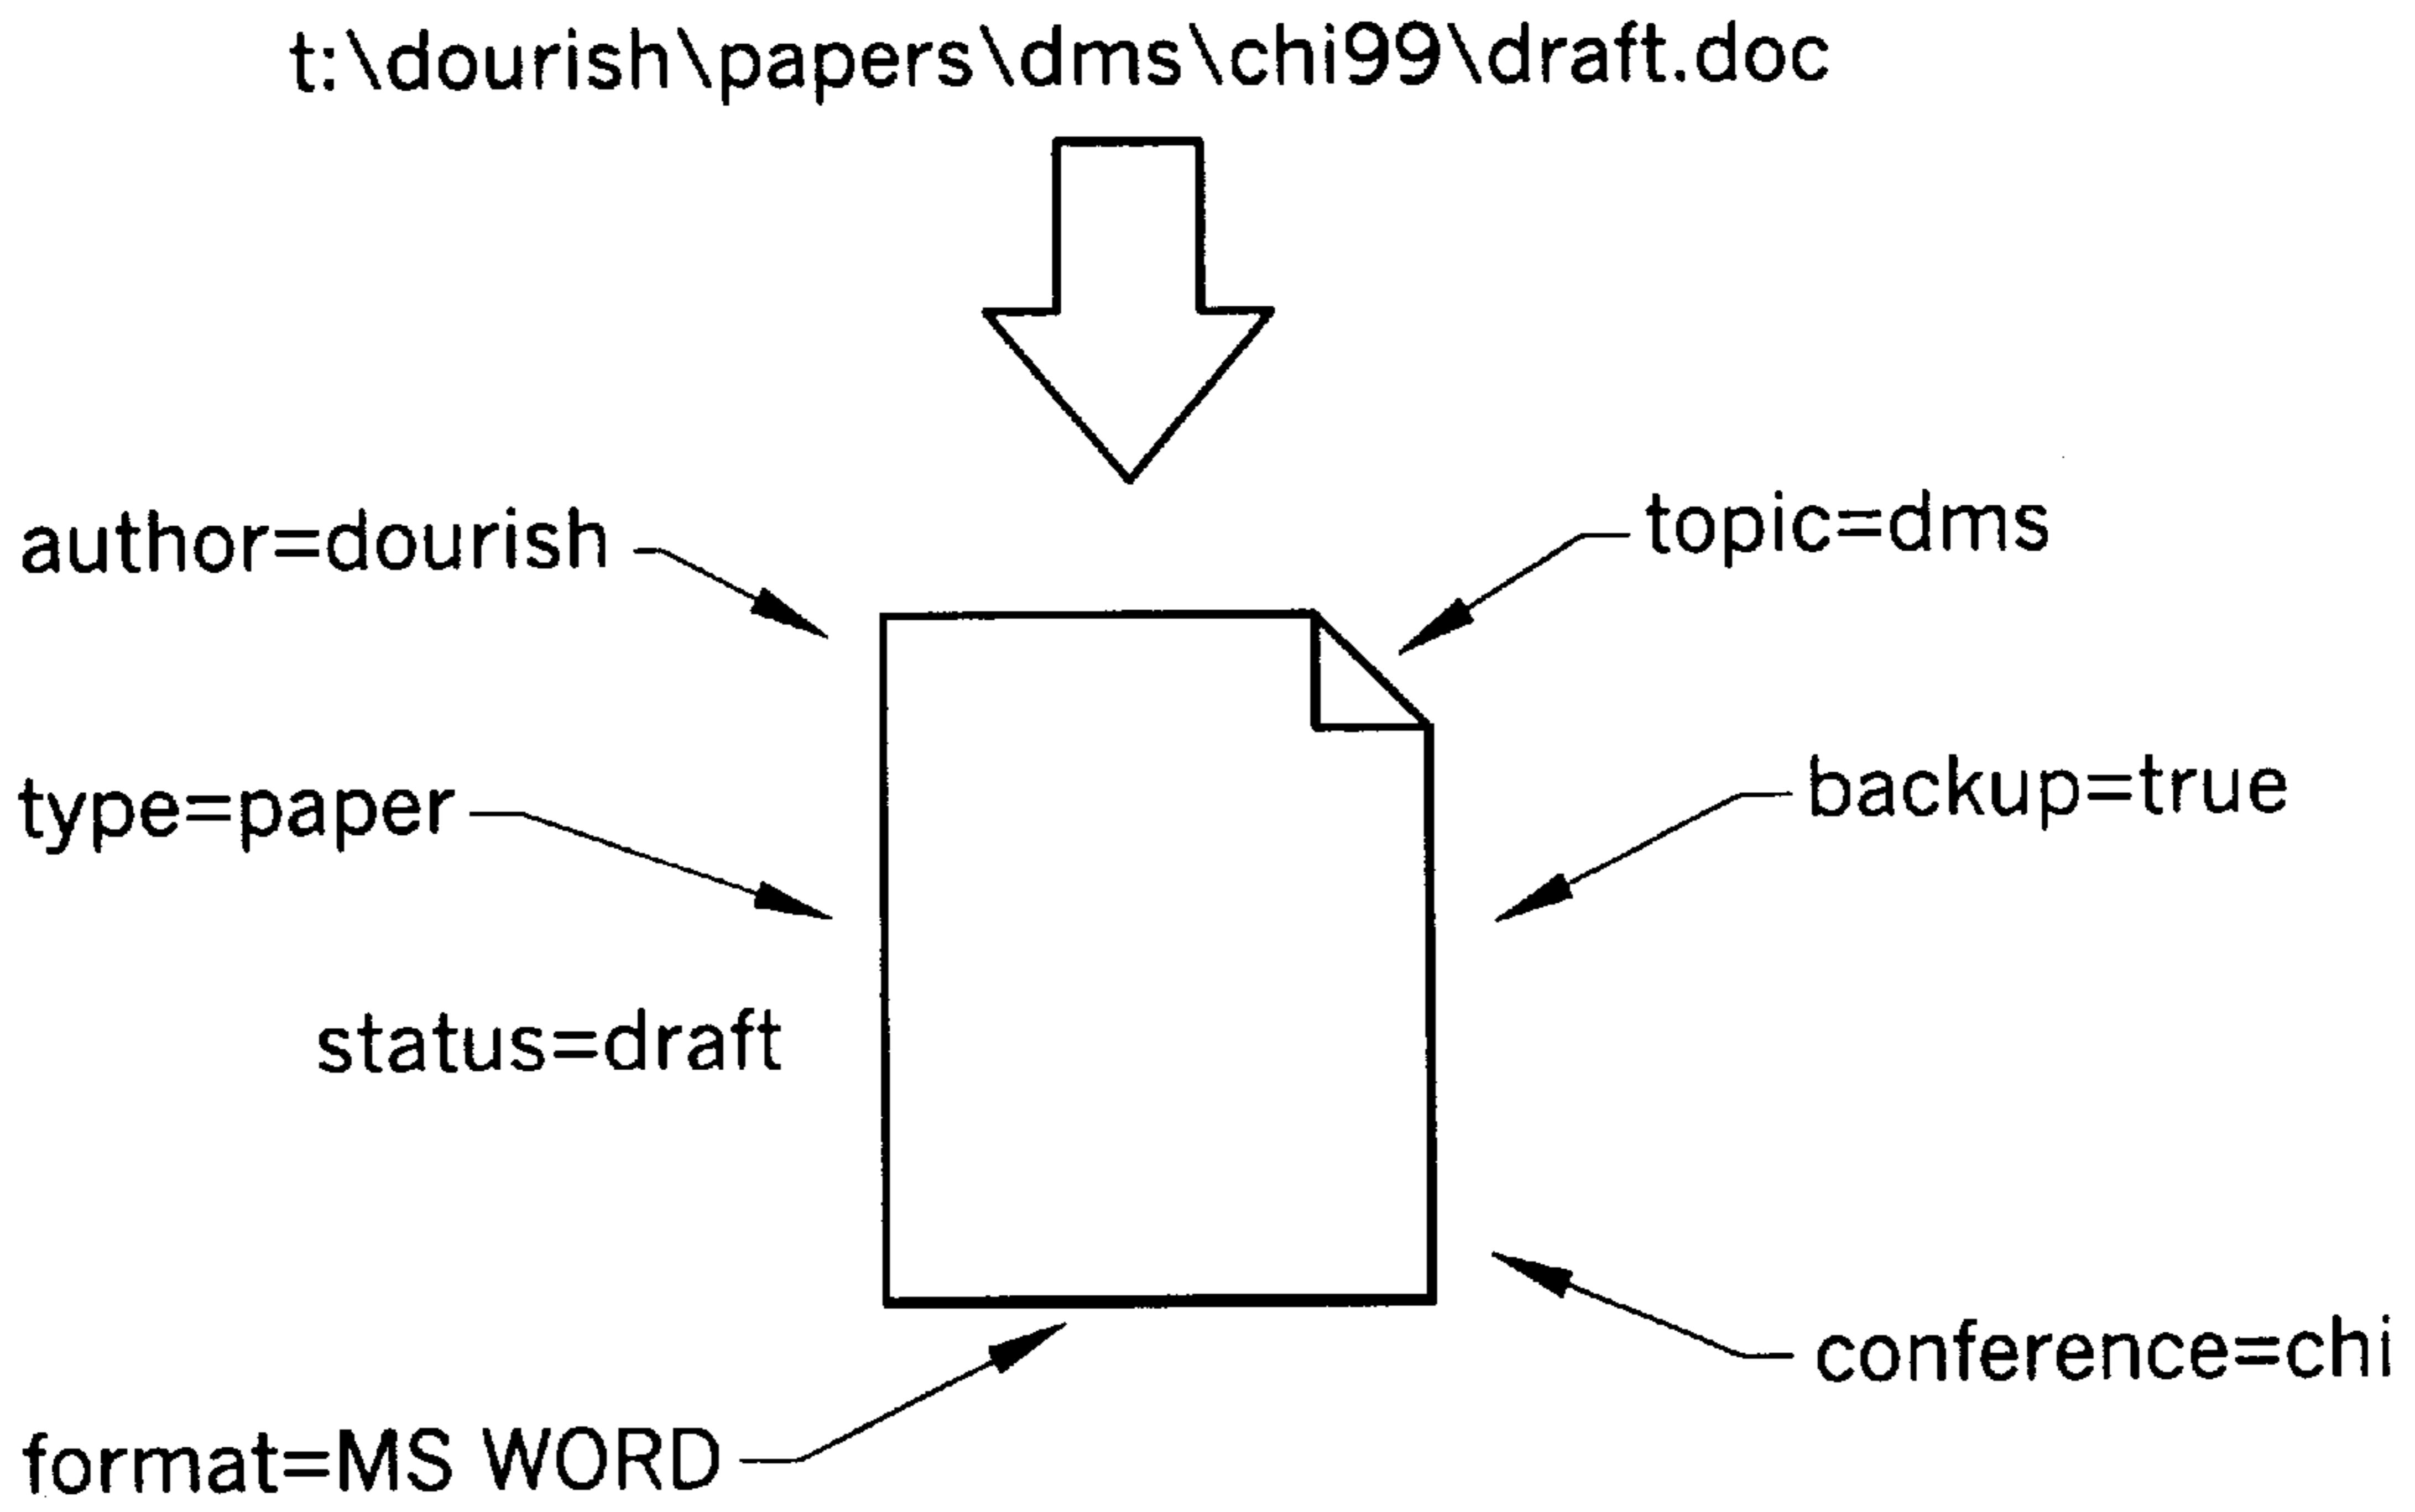 t:\dourish\papers\dms\chi99\draft.doc
author=dourish
topic=dms
type=paper
backup=true
status=draft
conference=chi
format=MS WORD